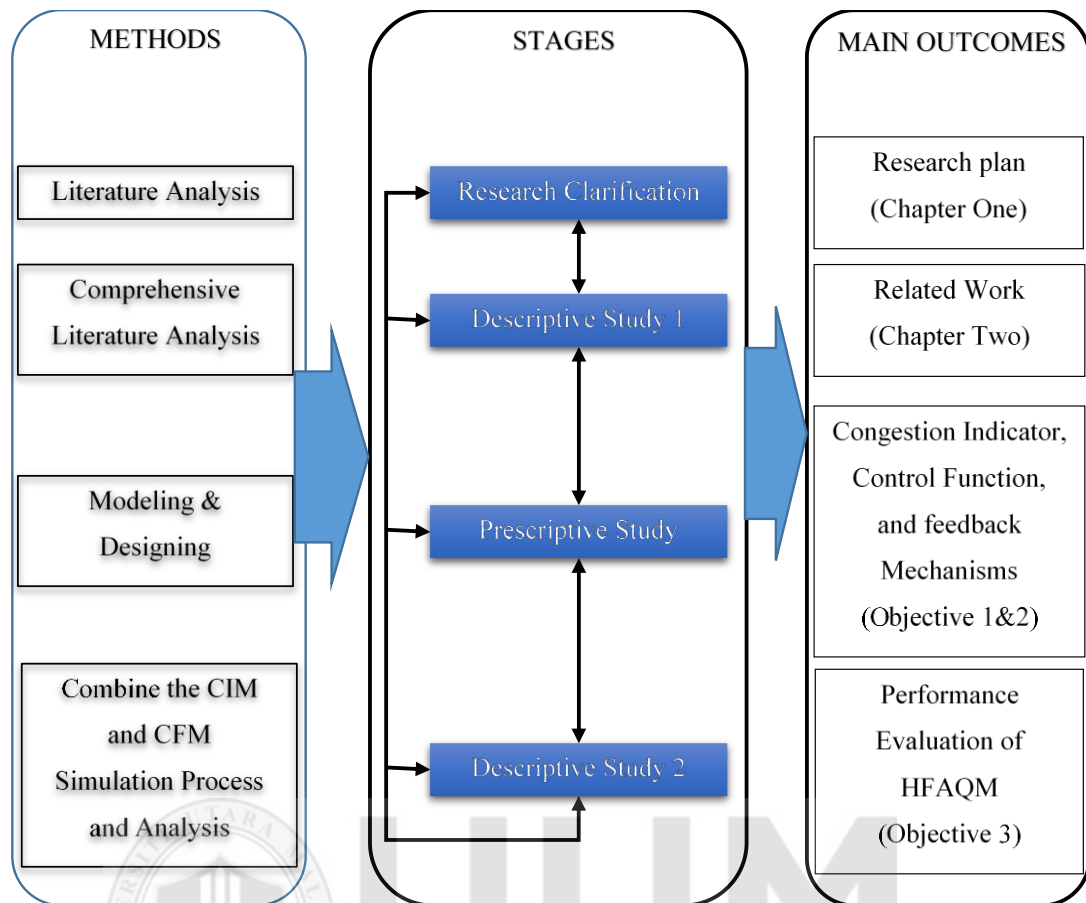 METHODS
Literature Analysis
Comprehensive
Literature Analysis
Modeling &
Designing
Combine the CIM
and CFM
Simulation Process
and Analysis
STAGES
Research Clarification
Descriptive Study 1
Prescriptive Study
Descriptive Study 2
MAIN OUTCOMES
Research plan
(Chapter One)
Related Work
(Chapter Two)
Congestion Indicator,
Control Function,
and feedback
Mechanisms
(Objective 1&2)
Performance
Evaluation of
HFAQM
(Objective 3)
UTARA